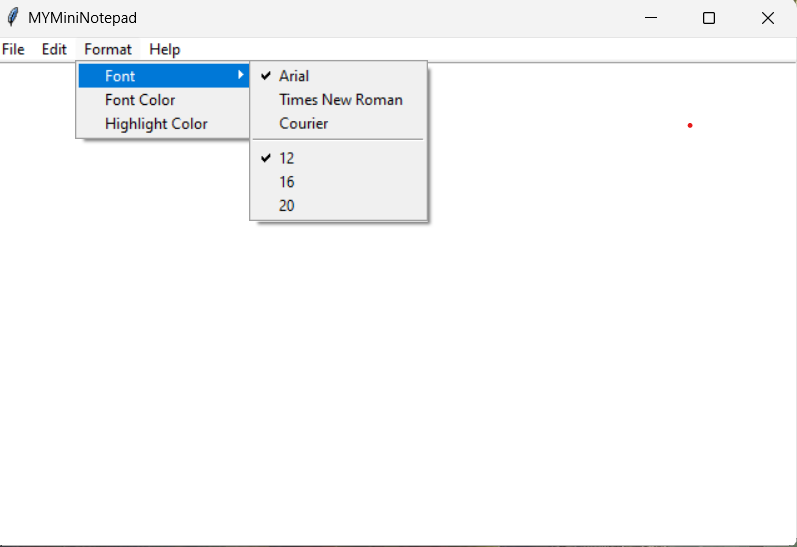 MYMiniNotepad
File Edit Format Help
Font
Font Color
Highlight Color
Arial
Times New Roman
Courier
12
16
20